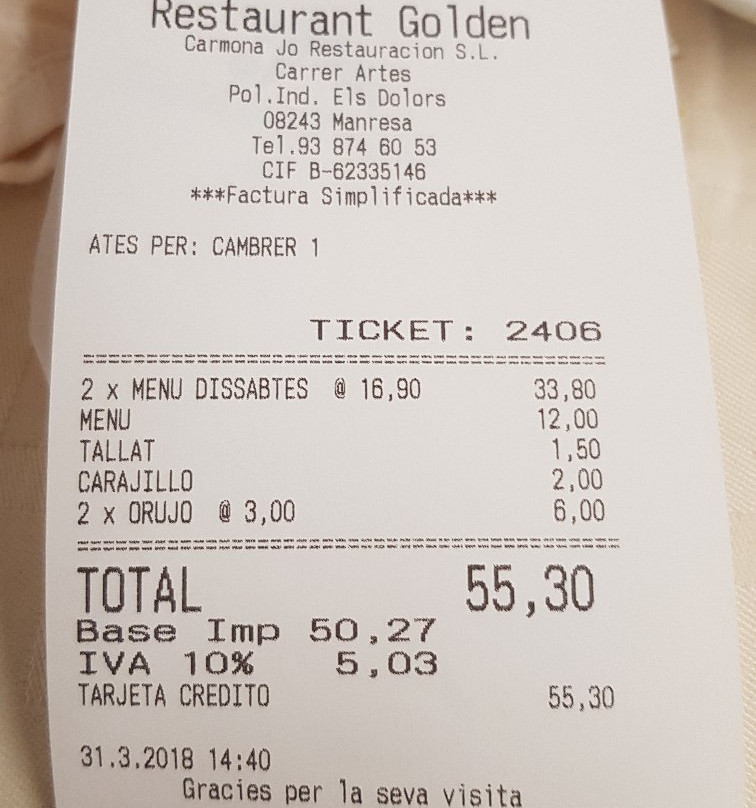 Restaurant Golden
Carmona Jo Restauracion S.L.
Carrer Artes
Pol.Ind. Els Dolors
08243 Manresa
Tel.93 874 60 53
CIF B-62335146
***Factura Simplificada***
ATES PER: CAMBRER 1
TICKET: 2406
2 x MENU DISSABTES @ 16,90 33,80
MENU 12,00
TALLAT 1,50
CARAJILLO 2,00
2 x ORUJO @ 3,00 6,00
TOTAL 55,30
Base Imp 50,27
IVA 10% 5,03
TARJETA CREDITO 55,30
31.3.2018 14:40
Gracies per la seva visita